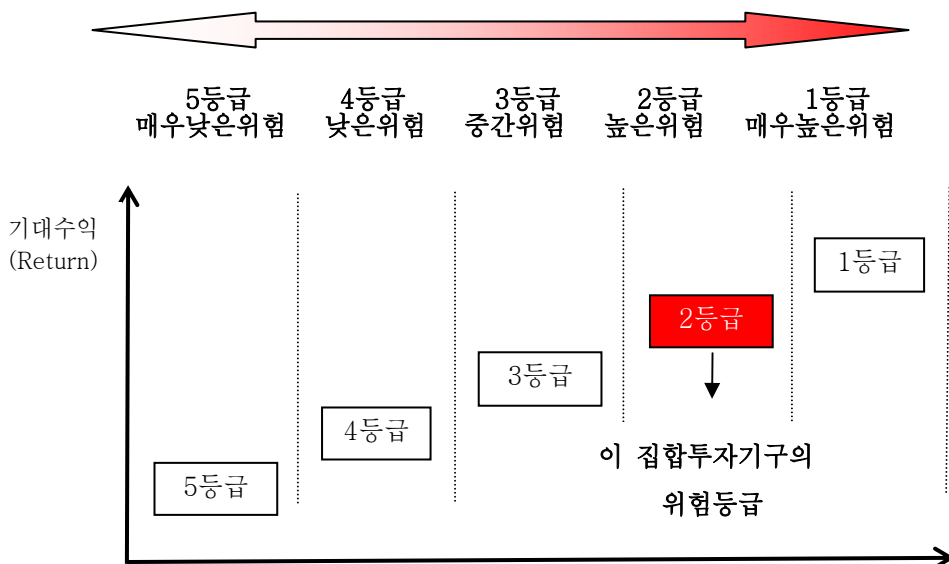 5등급 4등급 3등급 2등급 1등급
매우낮은위험 낮은위험 중간위험 높은위험 매우높은위험
기대수익
(Return)
1등급
2등급
3등급
4등급
이 집합투자기구의
5등급
위험등급